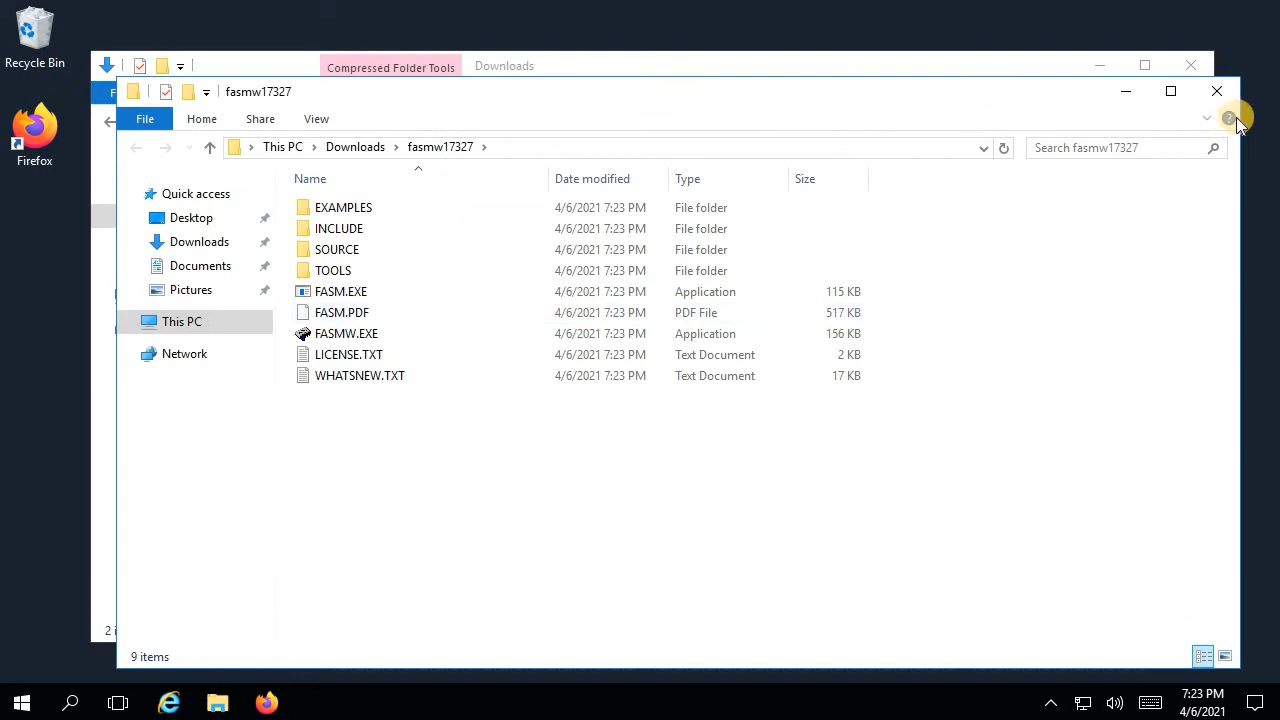 Recycle Bin
Firefox
Compressed Folder Tools
Downloads
fasmw17327
File
Home
Share
View
This PC
Downloads
fasmw17327
Search fasmw17327
Name
Date modified
Type
Size
Quick access
Desktop
Downloads
Documents
Pictures
This PC
Network
EXAMPLES 4/6/2021 7:23 PM File folder
INCLUDE 4/6/2021 7:23 PM File folder
SOURCE 4/6/2021 7:23 PM File folder
TOOLS 4/6/2021 7:23 PM File folder
FASM.EXE 4/6/2021 7:23 PM Application 115 KB
FASM.PDF 4/6/2021 7:23 PM PDF File 517 KB
FASMW.EXE 4/6/2021 7:23 PM Application 156 KB
LICENSE.TXT 4/6/2021 7:23 PM Text Document 2 KB
WHATSNEW.TXT 4/6/2021 7:23 PM Text Document 17 KB
9 items
7:23 PM
4/6/2021